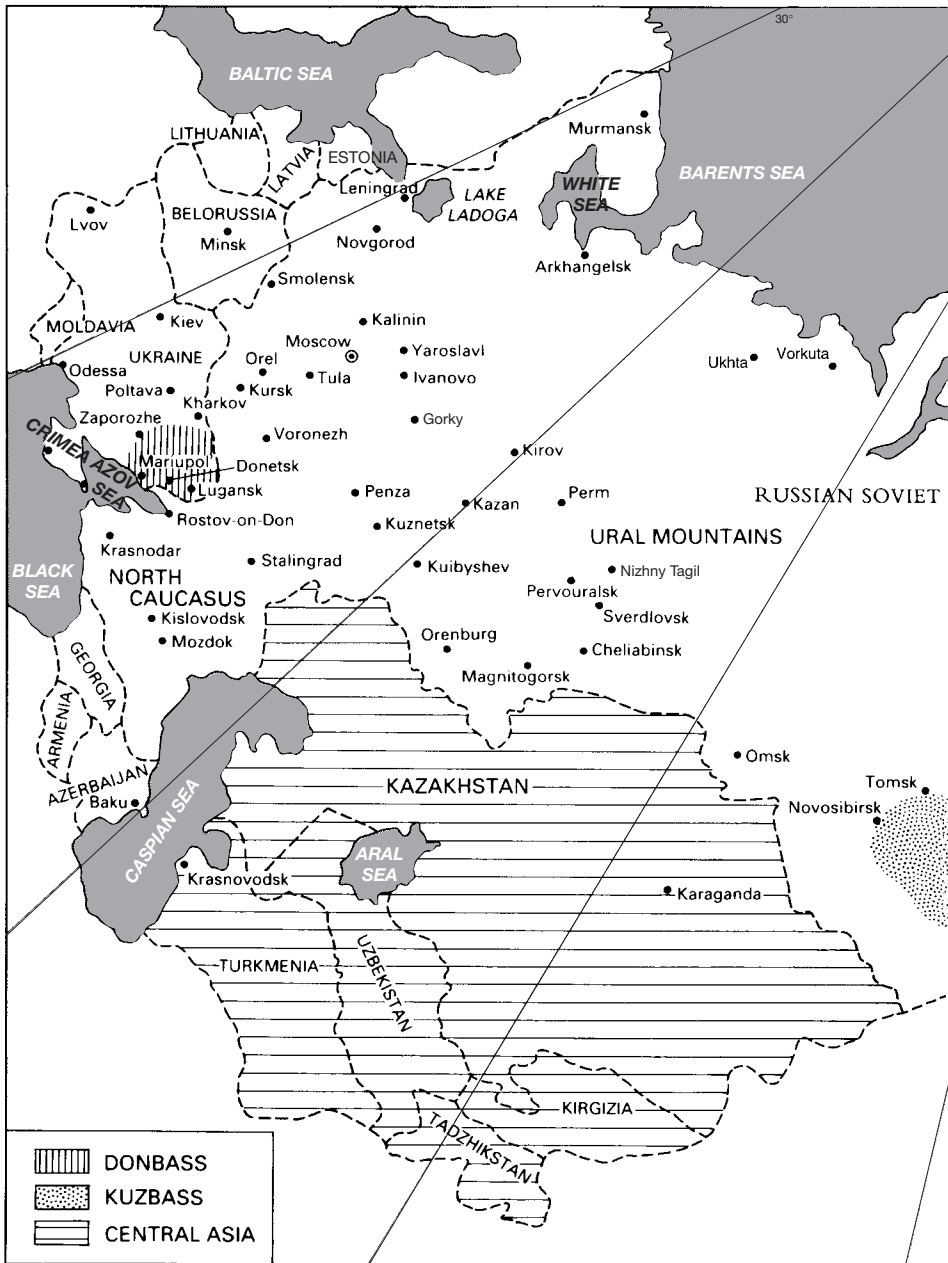 30°
BALTIC SEA
LITHUANIA
LATVIA
ESTONIA
Murmansk
BARENTS SEA
WHITE
SEA
Leningrad
LAKE
LADOGA
Lvov
BELORUSSIA
Minsk
Novgorod
Arkhangelsk
Smolensk
MOLDAVIA
Kiev
Kalinin
Moscow
Yaroslavl
Ukhta
Vorkuta
Odessa
UKRAINE
Orel
Tula
Ivanovo
Poltava
Kursk
Kharkov
Zaporozhe
Gorky
Voronezh
CRIMEA
AZOV
SEA
Mariupol
Donetsk
Kirov
Lugansk
Penza
Kazan
Perm
RUSSIAN SOVIET
Rostov-on-Don
Kuznetsk
URAL MOUNTAINS
Krasnodar
BLACK
SEA
Stalingrad
Kuibyshev
Nizhny Tagil
NORTH
CAUCASUS
Pervouralsk
Sverdlovsk
Kislovodsk
Mozdok
Orenburg
Cheliabinsk
Magnitogorsk
GEORGIA
ARMENIA
AZERBAIJAN
Baku
CASPIAN SEA
KAZAKHSTAN
Omsk
Tomsk
Novosibirsk
ARAL
SEA
Krasnovodsk
Karaganda
TURKMENIA
UZBEKISTAN
KIRGIZIA
TADZHIKSTAN
DONBASS
KUZBASS
CENTRAL ASIA